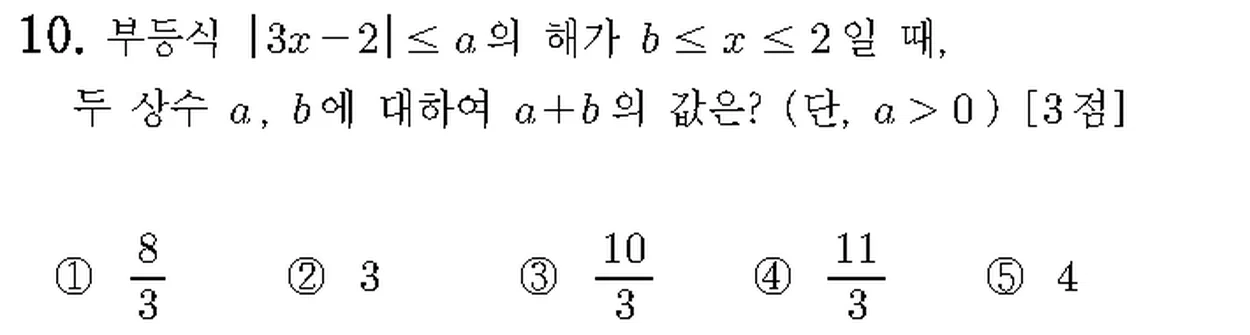 10. 부등식 |3x-2| ≤ a의 해가 b ≤ x ≤ 2일 때,
두 상수 a, b에 대하여 a+b의 값은? (단, a > 0) [3점]
① 8/3 ② 3 ③ 10/3 ④ 11/3 ⑤ 4